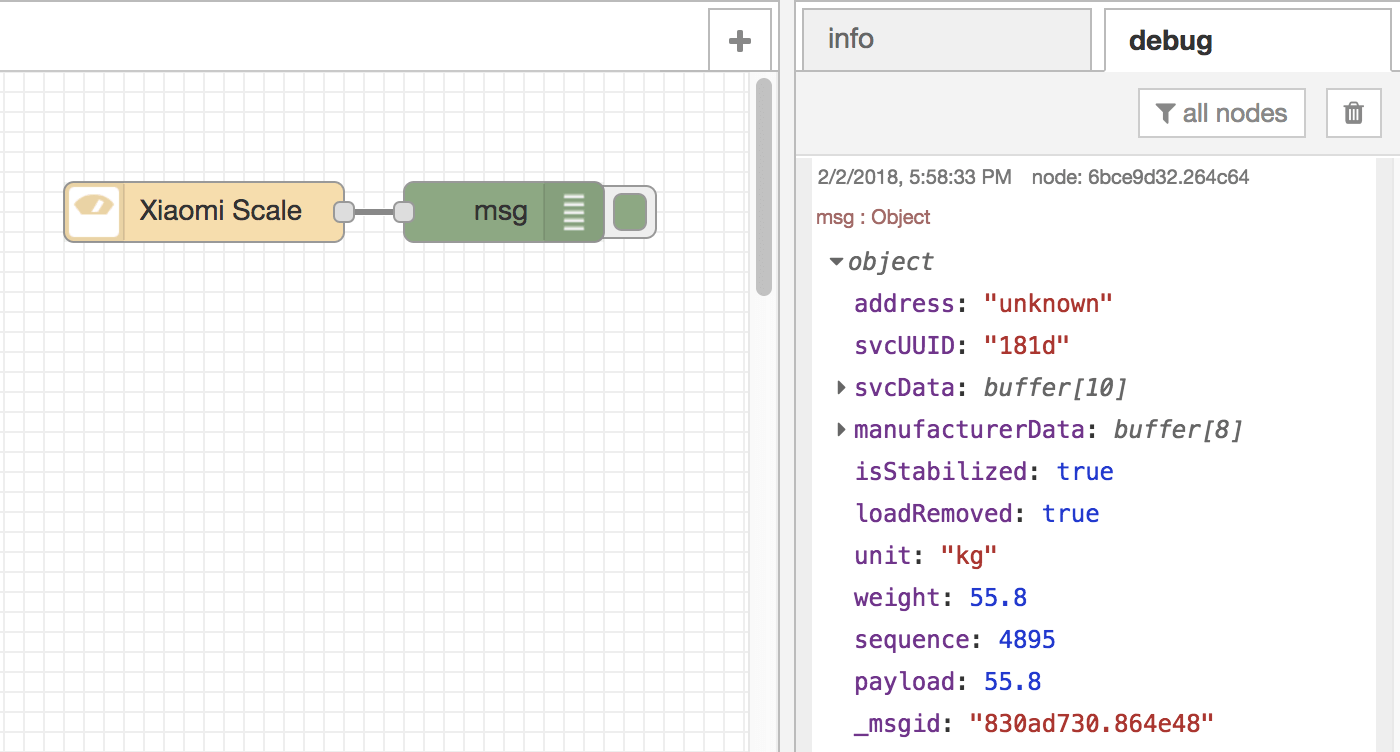 info
debug
all nodes
Xiaomi Scale
msg
2/2/2018, 5:58:33 PM node: 6bce9d32.264c64
msg : Object
object
address: "unknown"
svcUUID: "181d"
svcData: buffer[10]
manufacturerData: buffer[8]
isStabilized: true
loadRemoved: true
unit: "kg"
weight: 55.8
sequence: 4895
payload: 55.8
_msgid: "830ad730.864e48"